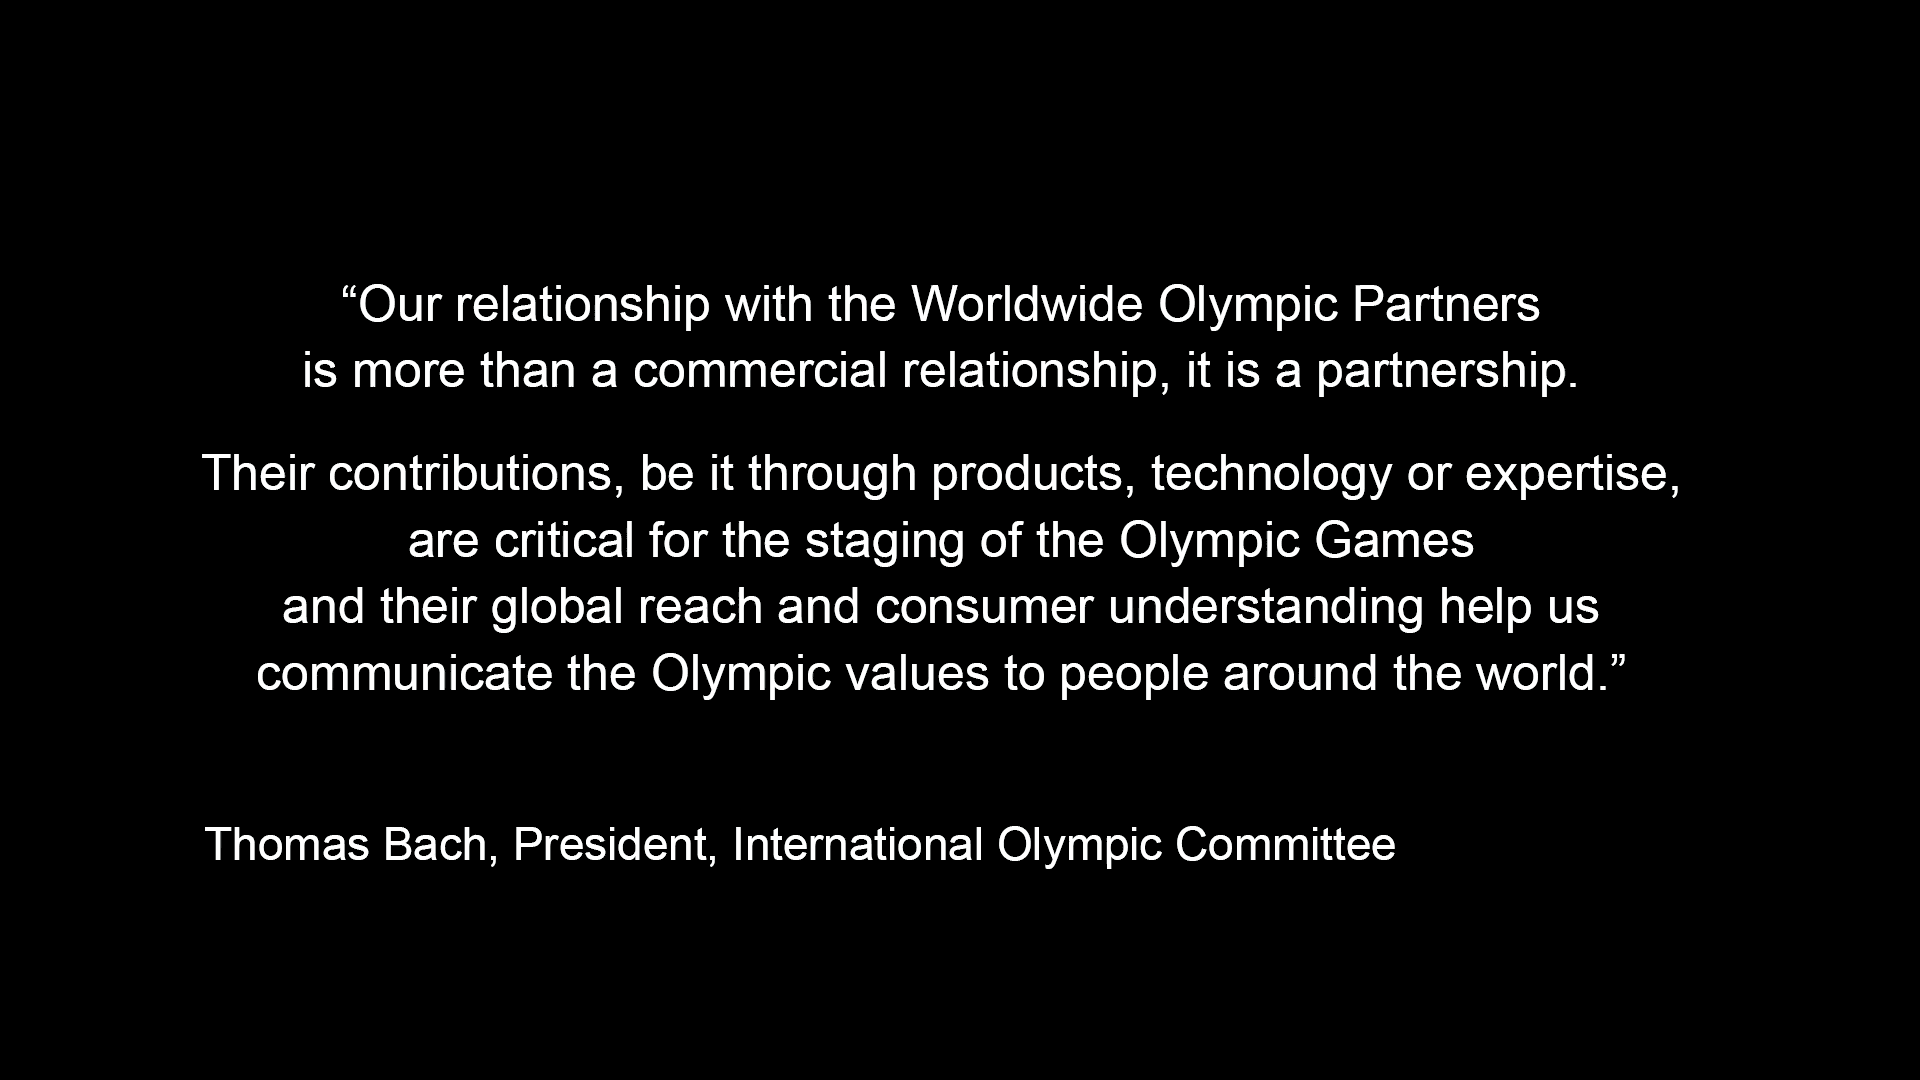 “Our relationship with the Worldwide Olympic Partners
is more than a commercial relationship, it is a partnership.
Their contributions, be it through products, technology or expertise,
are critical for the staging of the Olympic Games
and their global reach and consumer understanding help us
communicate the Olympic values to people around the world.”
Thomas Bach, President, International Olympic Committee